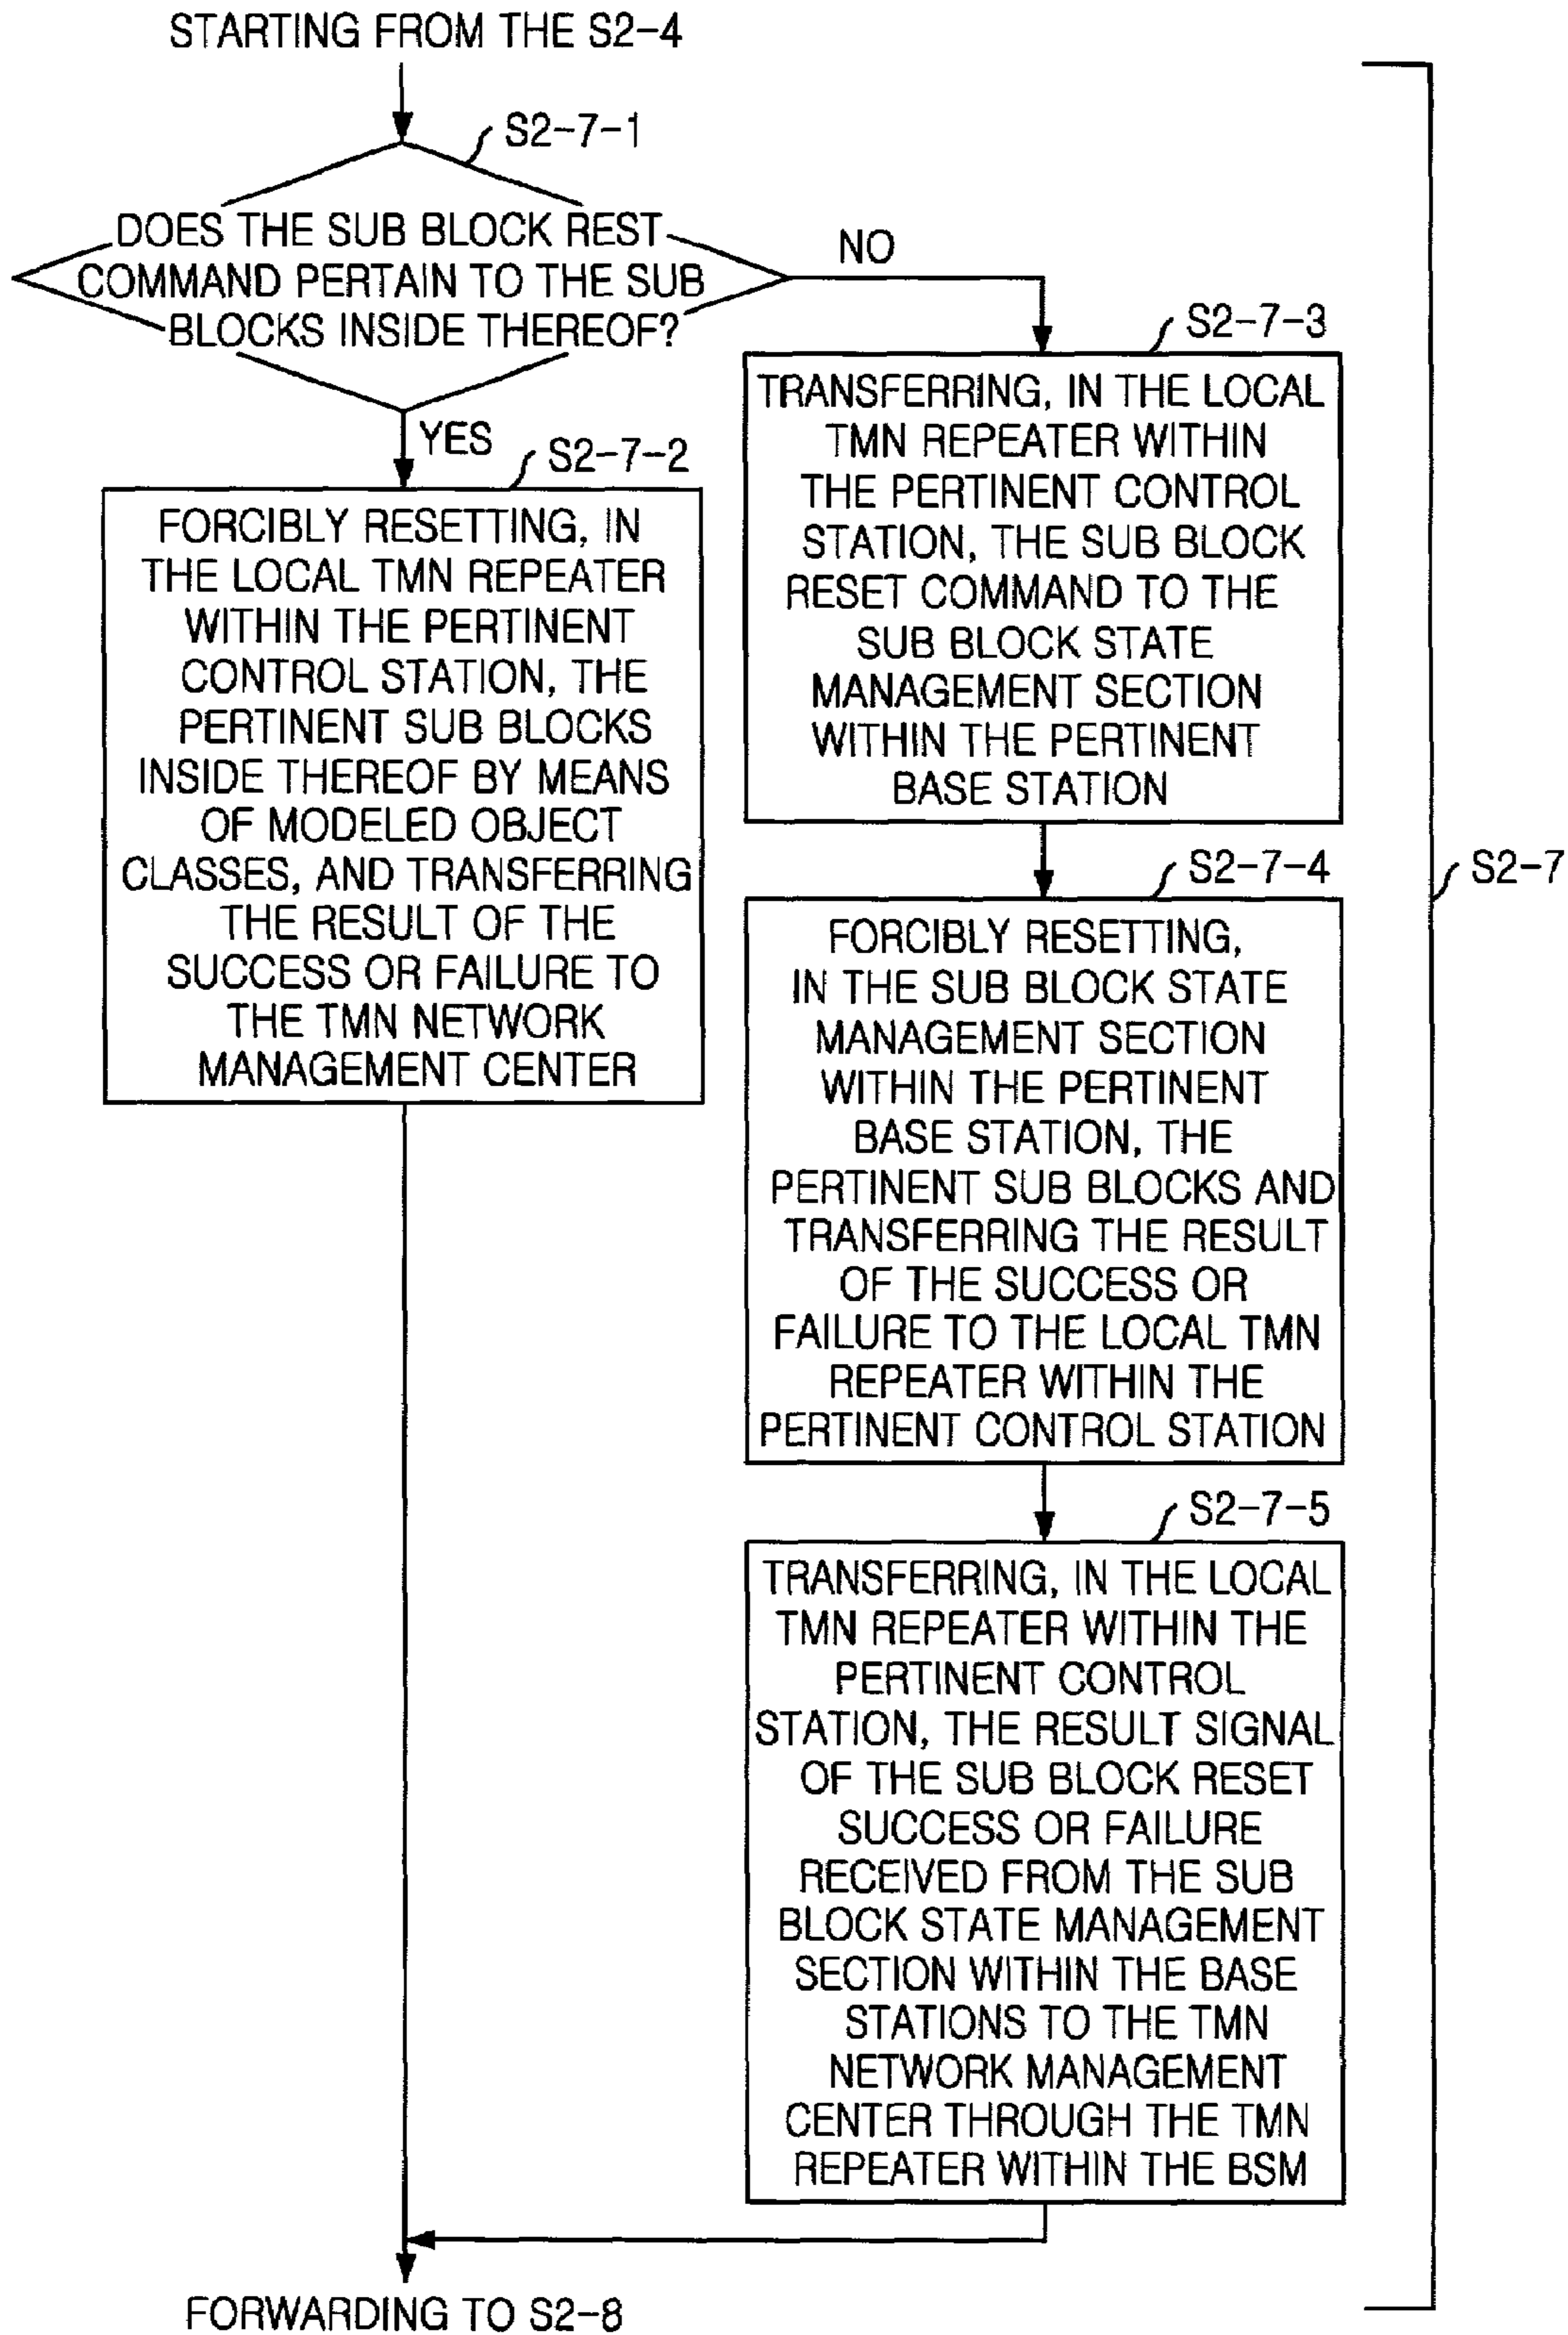 STARTING FROM THE S2-4
S2-7-1
DOES THE SUB BLOCK REST
COMMAND PERTAIN TO THE SUB
BLOCKS INSIDE THEREOF?
NO
YES
S2-7-2
FORCIBLY RESETTING, IN
THE LOCAL TMN REPEATER
WITHIN THE PERTINENT
CONTROL STATION, THE
PERTINENT SUB BLOCKS
INSIDE THEREOF BY MEANS
OF MODELED OBJECT
CLASSES, AND TRANSFERRING
THE RESULT OF THE
SUCCESS OR FAILURE TO
THE TMN NETWORK
MANAGEMENT CENTER
S2-7-3
TRANSFERRING, IN THE LOCAL
TMN REPEATER WITHIN
THE PERTINENT CONTROL
STATION, THE SUB BLOCK
RESET COMMAND TO THE
SUB BLOCK STATE
MANAGEMENT SECTION
WITHIN THE PERTINENT
BASE STATION
S2-7-4
FORCIBLY RESETTING,
IN THE SUB BLOCK STATE
MANAGEMENT SECTION
WITHIN THE PERTINENT
BASE STATION, THE
PERTINENT SUB BLOCKS AND
TRANSFERRING THE RESULT
OF THE SUCCESS OR
FAILURE TO THE LOCAL TMN
REPEATER WITHIN THE
PERTINENT CONTROL STATION
S2-7-5
TRANSFERRING, IN THE LOCAL
TMN REPEATER WITHIN THE
PERTINENT CONTROL
STATION, THE RESULT SIGNAL
OF THE SUB BLOCK RESET
SUCCESS OR FAILURE
RECEIVED FROM THE SUB
BLOCK STATE MANAGEMENT
SECTION WITHIN THE BASE
STATIONS TO THE TMN
NETWORK MANAGEMENT
CENTER THROUGH THE TMN
REPEATER WITHIN THE BSM
S2-7
FORWARDING TO S2-8